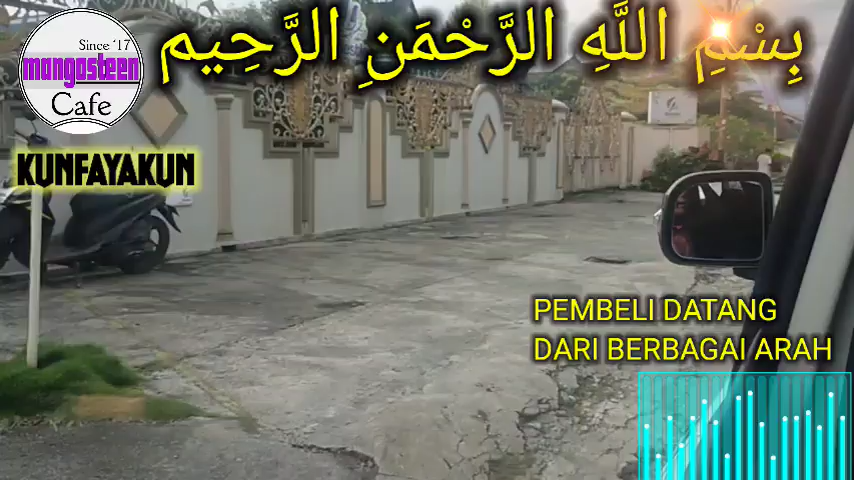 بِسْمِ اللَّهِ الرَّحْمَنِ الرَّحِيم
Since '17
mangosteen
Cafe
KUNFAYAKUN
PEMBELI DATANG
DARI BERBAGAI ARAH